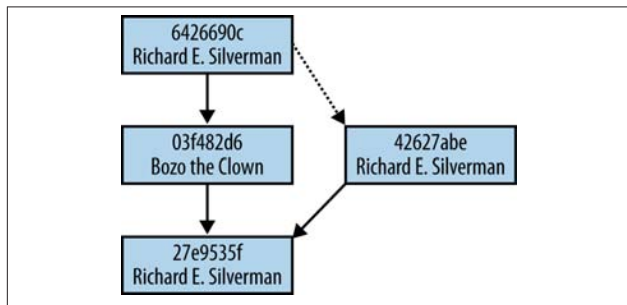 6426690c
Richard E. Silverman
03f482d6
Bozo the Clown
42627abe
Richard E. Silverman
27e9535f
Richard E. Silverman